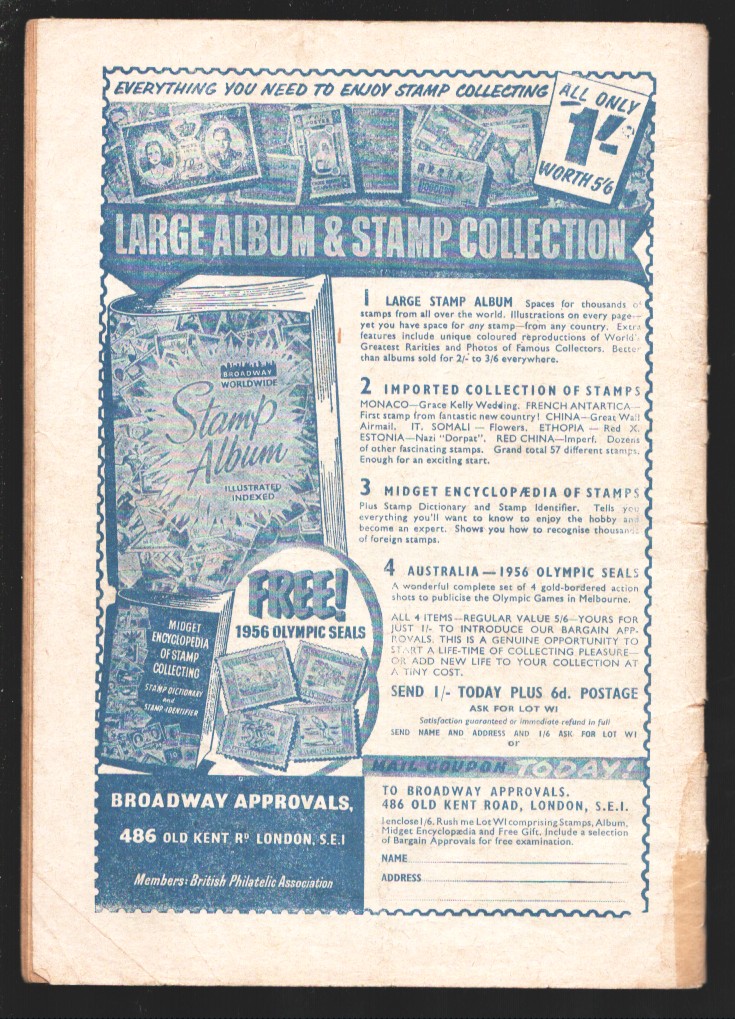 EVERYTHING YOU NEED TO ENJOY STAMP COLLECTING
ALL ONLY
1/-
WORTH 5/6
LARGE ALBUM & STAMP COLLECTION
BROADWAY
WORLDWIDE
Stamp
Album
ILLUSTRATED
INDEXED
1 LARGE STAMP ALBUM Spaces for thousands of
stamps from all over the world. Illustrations on every page—
yet you have space for any stamp—from any country. Extra
features include unique coloured reproductions of World's
Greatest Rarities and Photos of Famous Collectors. Better
than albums sold for 2/- to 3/6 everywhere.
2 IMPORTED COLLECTION OF STAMPS
MONACO—Grace Kelly Wedding. FRENCH ANTARTICA—
First stamp from fantastic new country! CHINA—Great Wall
Airmail. IT. SOMALI — Flowers. ETHOPIA — Red X.
ESTONIA—Nazi "Dorpat". RED CHINA—Imperf. Dozens
of other fascinating stamps. Grand total 57 different stamps.
Enough for an exciting start.
3 MIDGET ENCYCLOPÆDIA OF STAMPS
Plus Stamp Dictionary and Stamp Identifier. Tells you
everything you'll want to know to enjoy the hobby and
become an expert. Shows you how to recognise thousands
of foreign stamps.
4 AUSTRALIA—1956 OLYMPIC SEALS
A wonderful complete set of 4 gold-bordered action
shots to publicise the Olympic Games in Melbourne.
FREE!
1956 OLYMPIC SEALS
MIDGET
ENCYCLOPEDIA
OF STAMP
COLLECTING
STAMP DICTIONARY
and
STAMP-IDENTIFIER
ALL 4 ITEMS—REGULAR VALUE 5/6—YOURS FOR
JUST 1/- TO INTRODUCE OUR BARGAIN APP-
ROVALS. THIS IS A GENUINE OPPORTUNITY TO
START A LIFE-TIME OF COLLECTING PLEASURE—
OR ADD NEW LIFE TO YOUR COLLECTION AT
A TINY COST.
SEND 1/- TODAY PLUS 6d. POSTAGE
ASK FOR LOT WI
Satisfaction guaranteed or immediate refund in full
SEND NAME AND ADDRESS AND 1/6 ASK FOR LOT WI
or
MAIL COUPON TODAY!
BROADWAY APPROVALS,
486 OLD KENT RD LONDON, S.E.I
Members: British Philatelic Association
TO BROADWAY APPROVALS.
486 OLD KENT ROAD, LONDON, S.E.I.
I enclose 1/6. Rush me Lot WI comprising Stamps, Album,
Midget Encyclopædia and Free Gift. Include a selection
of Bargain Approvals for free examination.
NAME
ADDRESS